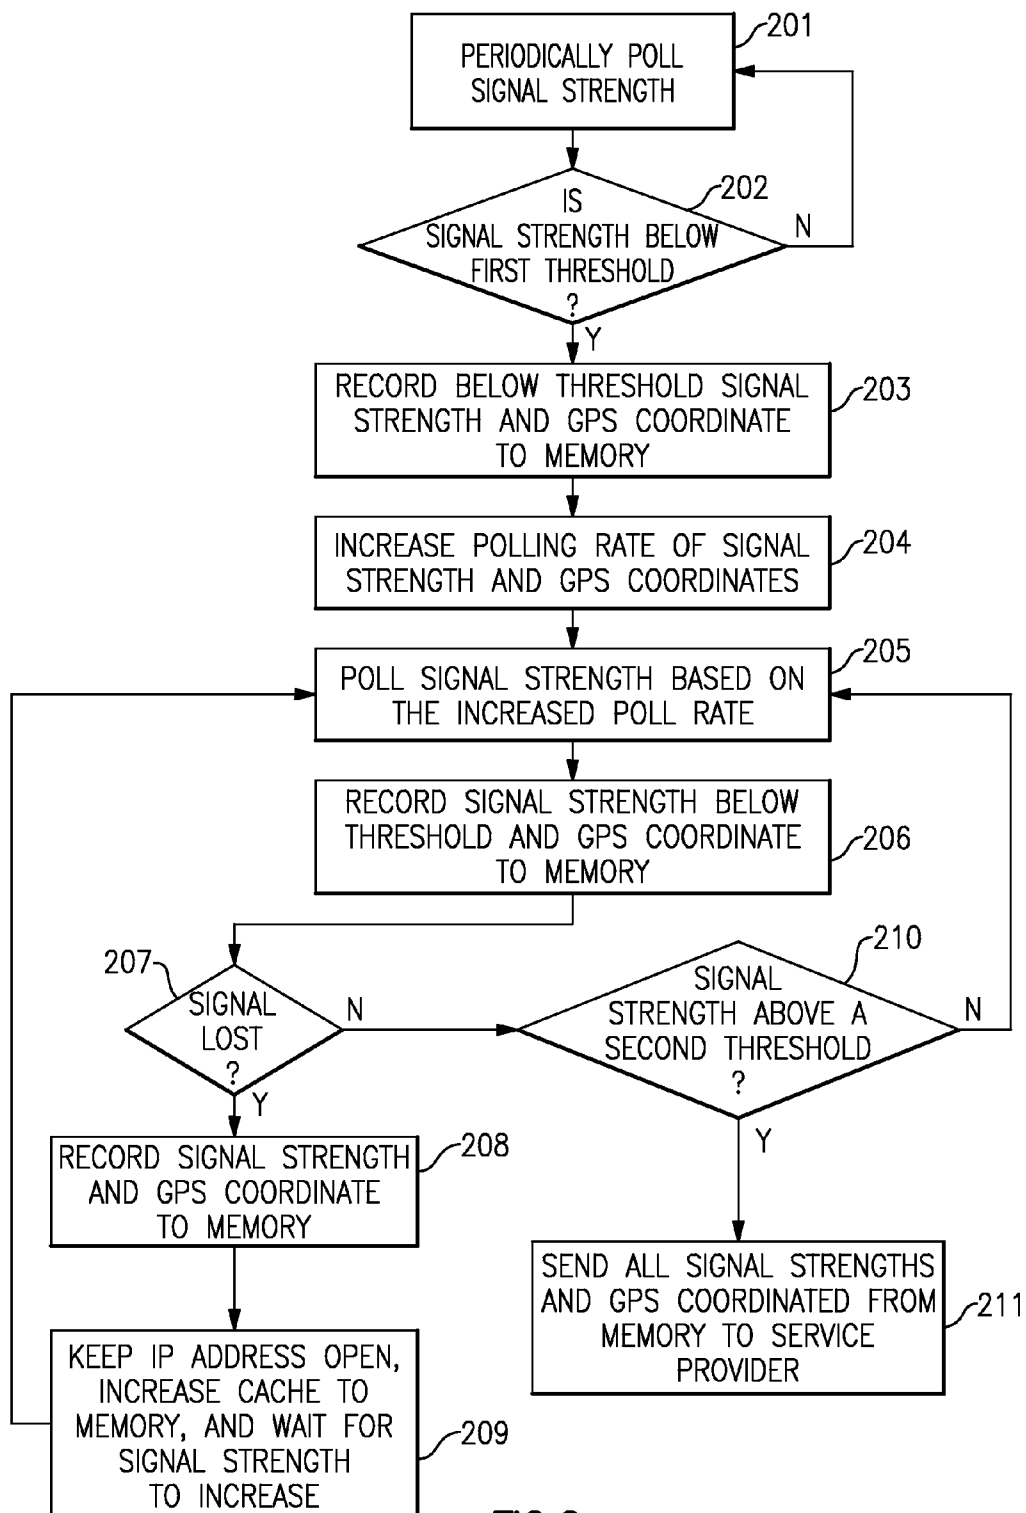 201
PERIODICALLY POLL
SIGNAL STRENGTH
202
IS
SIGNAL STRENGTH BELOW
FIRST THRESHOLD
?
N
Y
203
RECORD BELOW THRESHOLD SIGNAL
STRENGTH AND GPS COORDINATE
TO MEMORY
204
INCREASE POLLING RATE OF SIGNAL
STRENGTH AND GPS COORDINATES
205
POLL SIGNAL STRENGTH BASED ON
THE INCREASED POLL RATE
206
RECORD SIGNAL STRENGTH BELOW
THRESHOLD AND GPS COORDINATE
TO MEMORY
207
SIGNAL
LOST
?
N
Y
210
SIGNAL
STRENGTH ABOVE A
SECOND THRESHOLD
?
N
Y
208
RECORD SIGNAL STRENGTH
AND GPS COORDINATE
TO MEMORY
211
SEND ALL SIGNAL STRENGTHS
AND GPS COORDINATED FROM
MEMORY TO SERVICE
PROVIDER
209
KEEP IP ADDRESS OPEN,
INCREASE CACHE TO
MEMORY, AND WAIT FOR
SIGNAL STRENGTH
TO INCREASE